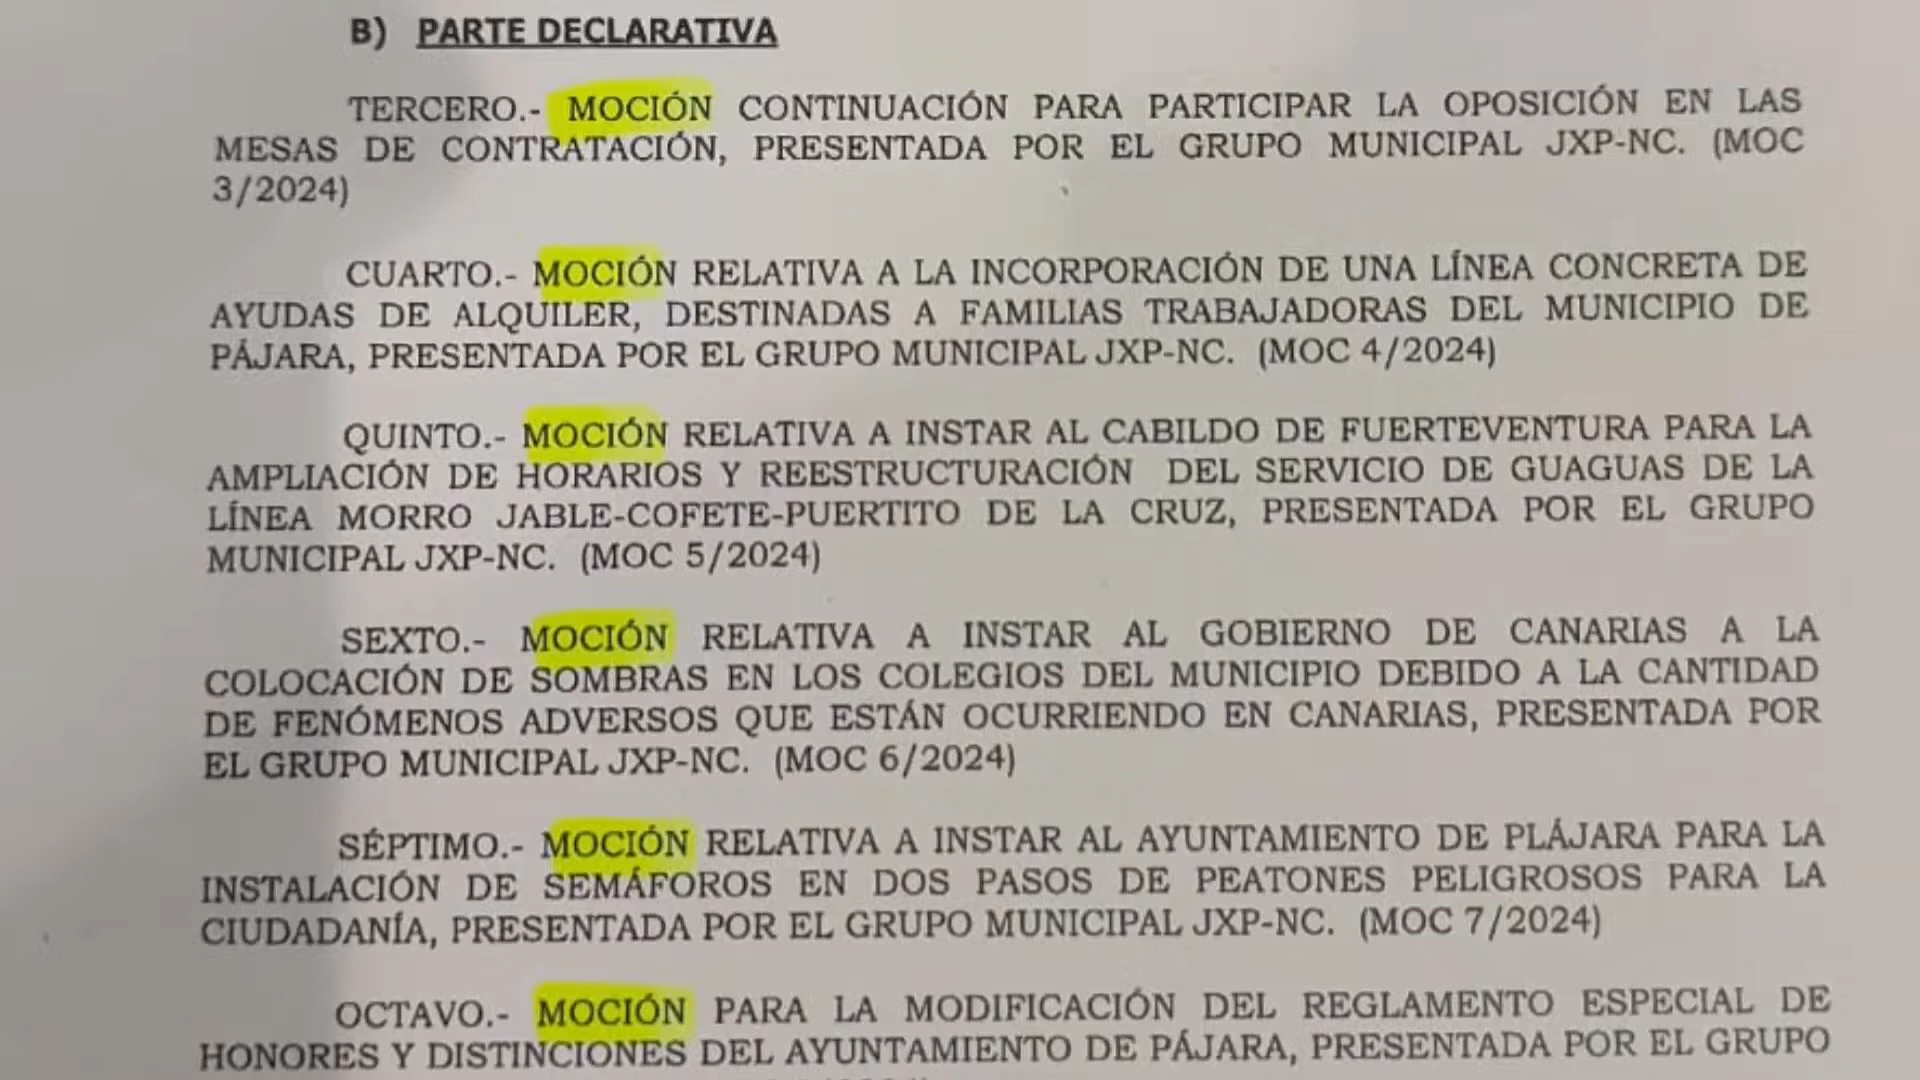 B) PARTE DECLARATIVA
TERCERO.- MOCIÓN CONTINUACIÓN PARA PARTICIPAR LA OPOSICIÓN EN LAS
MESAS DE CONTRATACIÓN, PRESENTADA POR EL GRUPO MUNICIPAL JXP-NC. (MOC
3/2024)
CUARTO.- MOCIÓN RELATIVA A LA INCORPORACIÓN DE UNA LÍNEA CONCRETA DE
AYUDAS DE ALQUILER, DESTINADAS A FAMILIAS TRABAJADORAS DEL MUNICIPIO DE
PÁJARA, PRESENTADA POR EL GRUPO MUNICIPAL JXP-NC. (MOC 4/2024)
QUINTO.- MOCIÓN RELATIVA A INSTAR AL CABILDO DE FUERTEVENTURA PARA LA
AMPLIACIÓN DE HORARIOS Y REESTRUCTURACIÓN DEL SERVICIO DE GUAGUAS DE LA
LÍNEA MORRO JABLE-COFETE-PUERTITO DE LA CRUZ, PRESENTADA POR EL GRUPO
MUNICIPAL JXP-NC. (MOC 5/2024)
SEXTO.- MOCIÓN RELATIVA A INSTAR AL GOBIERNO DE CANARIAS A LA
COLOCACIÓN DE SOMBRAS EN LOS COLEGIOS DEL MUNICIPIO DEBIDO A LA CANTIDAD
DE FENÓMENOS ADVERSOS QUE ESTÁN OCURRIENDO EN CANARIAS, PRESENTADA POR
EL GRUPO MUNICIPAL JXP-NC. (MOC 6/2024)
SÉPTIMO.- MOCIÓN RELATIVA A INSTAR AL AYUNTAMIENTO DE PLÁJARA PARA LA
INSTALACIÓN DE SEMÁFOROS EN DOS PASOS DE PEATONES PELIGROSOS PARA LA
CIUDADANÍA, PRESENTADA POR EL GRUPO MUNICIPAL JXP-NC. (MOC 7/2024)
OCTAVO.- MOCIÓN PARA LA MODIFICACIÓN DEL REGLAMENTO ESPECIAL DE
HONORES Y DISTINCIONES DEL AYUNTAMIENTO DE PÁJARA, PRESENTADA POR EL GRUPO